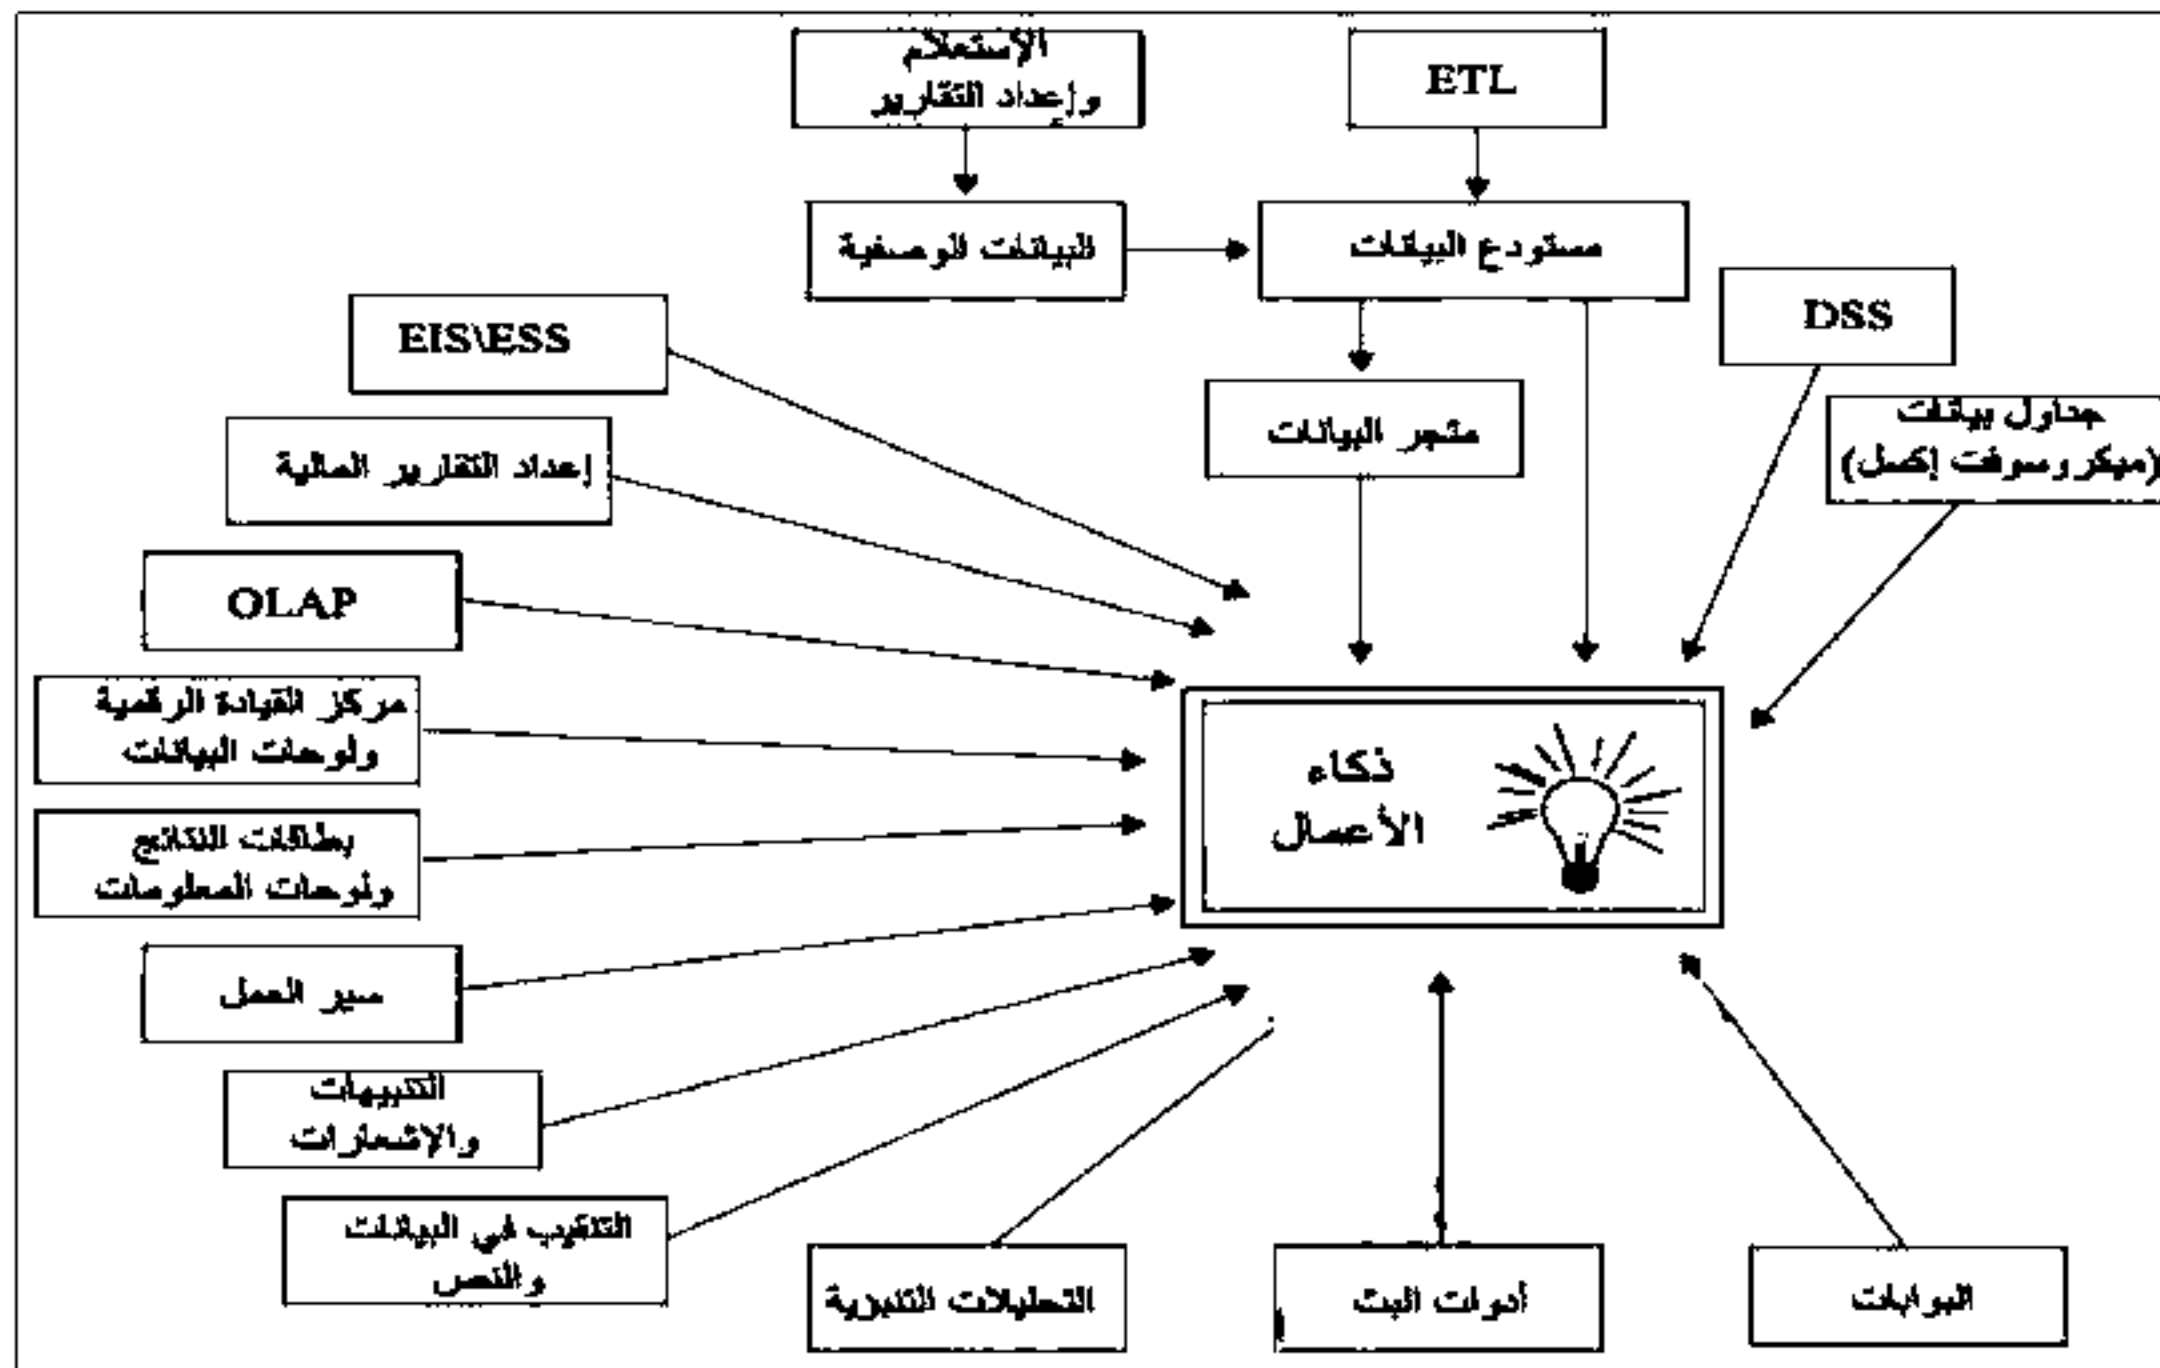 الإستعلام
وإعداد التقارير
ETL
البيانات الوصفية
مستودع البيانات
DSS
EIS\ESS
جداول بيانات
(ميكروسوفت إكسل)
متجر البيانات
إعداد التقارير المالية
OLAP
مركز القيادة الرقمية
ولوحات البيانات
ذكاء
الأعمال
بطاقات النتائج
ولوحات المعلومات
سير العمل
التنبيهات
والإشعارات
التنقيب في البيانات
والنص
التحليلات التنبزية
أدوات البث
البوابات